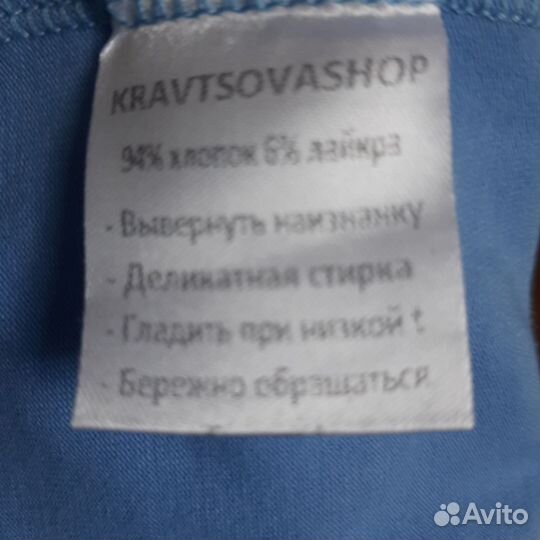 KRAVTSOVASHOP
94% хлопок 6% лайкра
- Вывернуть наизнанку
- Деликатная стирка
- Гладить при низкой t
- Бережно обращаться
Avito